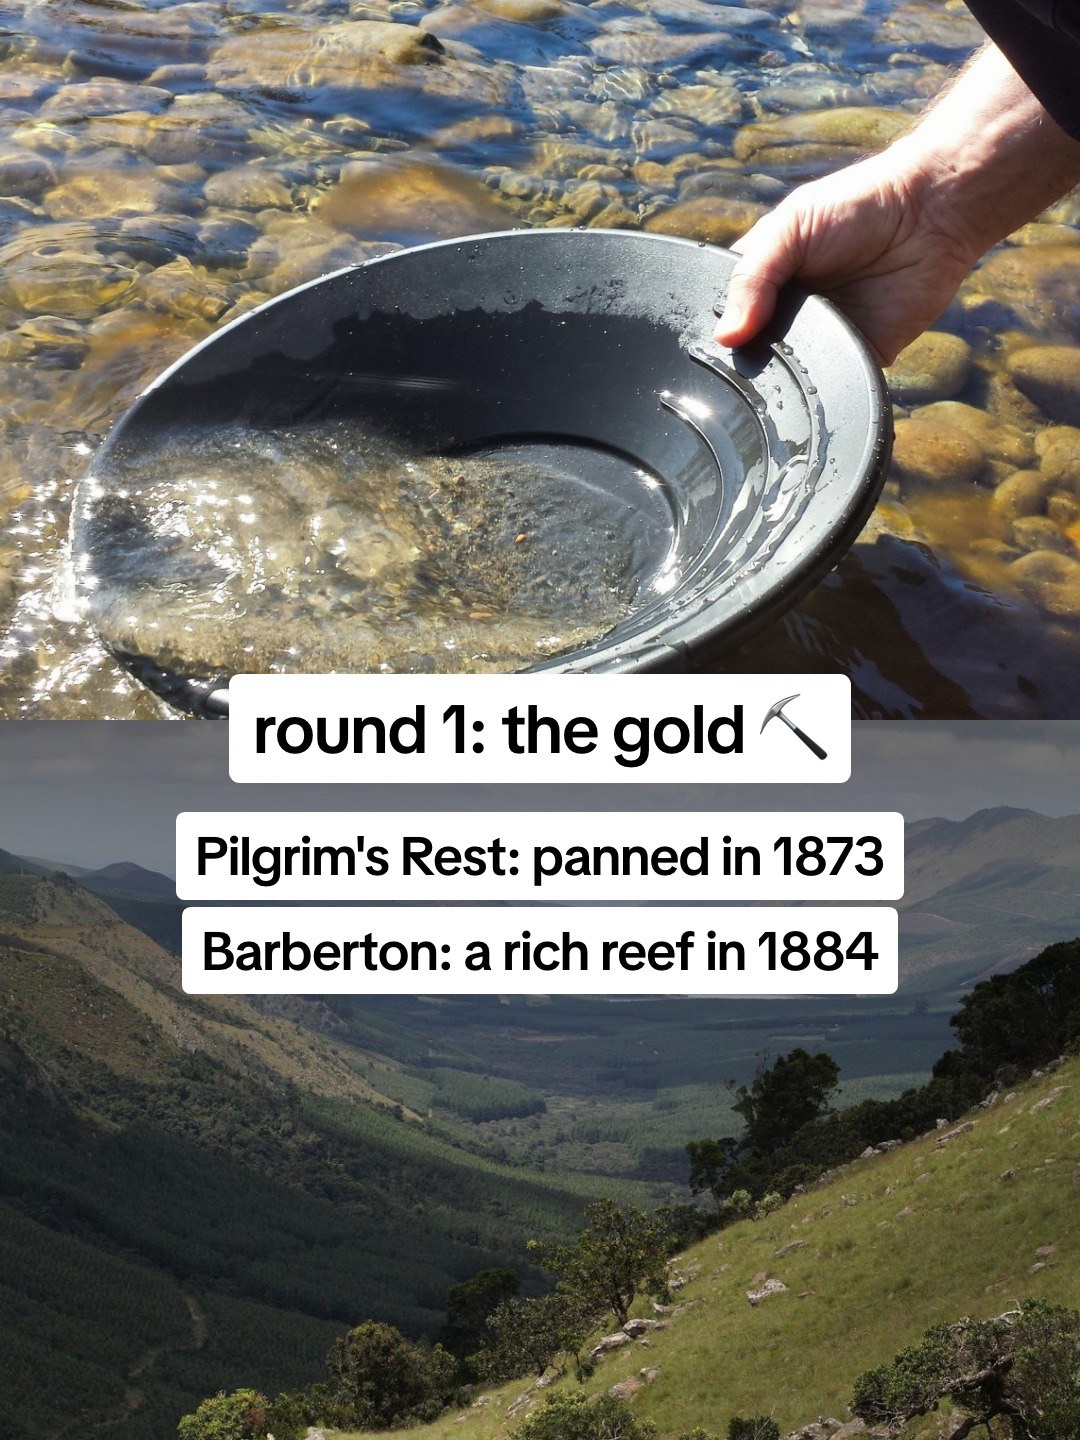 round 1: the gold ⛏️
Pilgrim's Rest: panned in 1873
Barberton: a rich reef in 1884